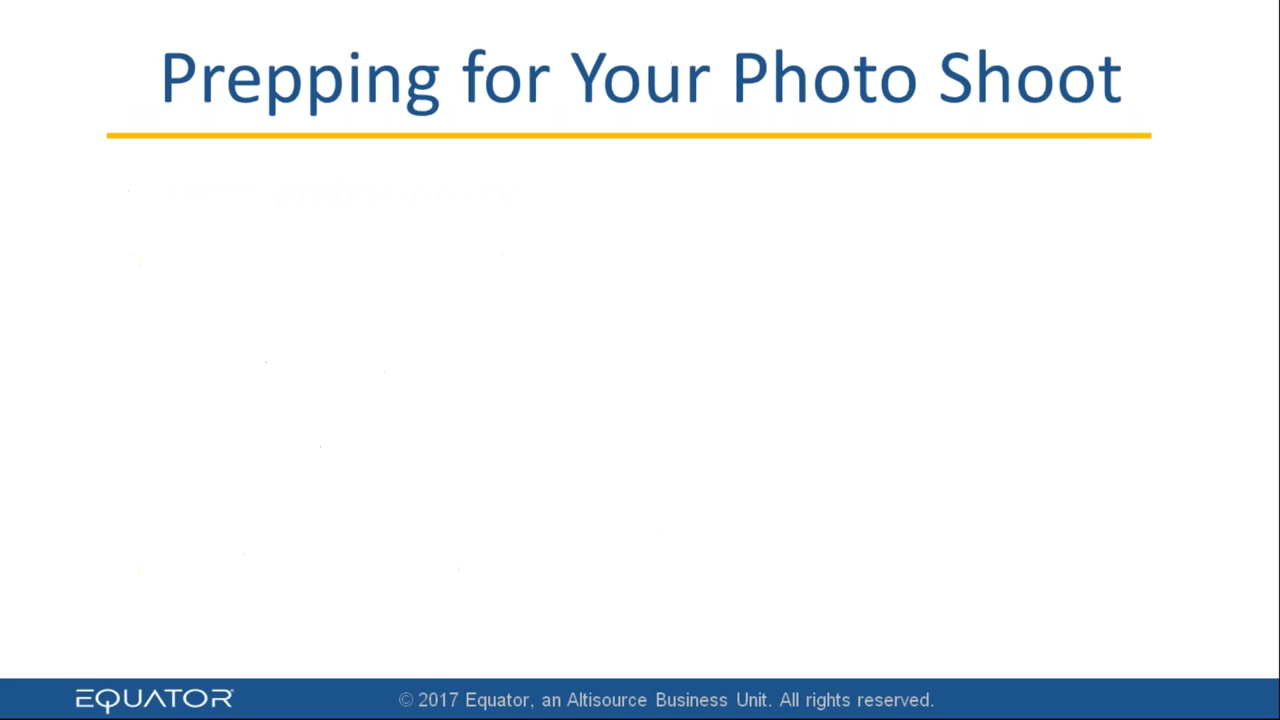 Prepping for Your Photo Shoot
EQUATOR®
© 2017 Equator, an Altisource Business Unit. All rights reserved.